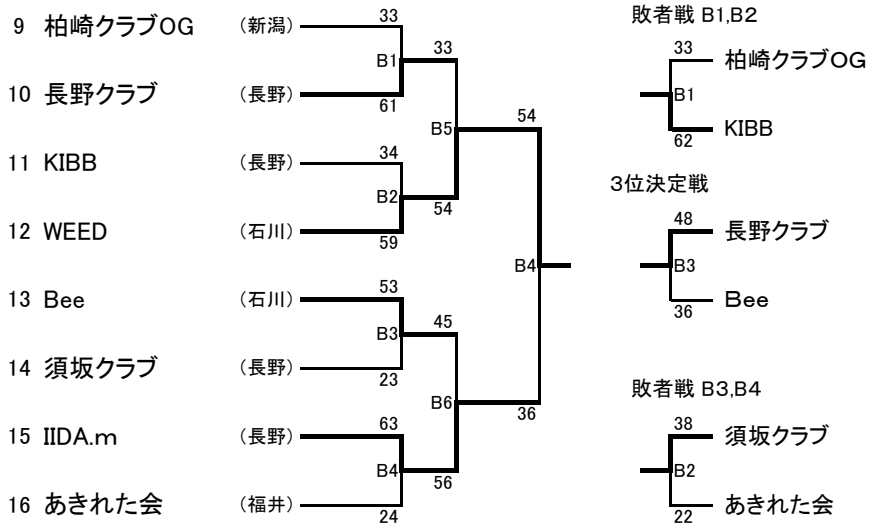 9 柏崎クラブOG (新潟) 33
B1 33
10 長野クラブ (長野) 61
B5 54
11 KIBB (長野) 34
B2 54
12 WEED (石川) 59
B4
13 Bee (石川) 53
B3 45
14 須坂クラブ (長野) 23
B6 36
15 IIDA.m (長野) 63
B4 56
16 あきれた会 (福井) 24
敗者戦 B1,B2
33 柏崎クラブOG
B1
62 KIBB
3位決定戦
48 長野クラブ
B3
36 Bee
敗者戦 B3,B4
38 須坂クラブ
B2
22 あきれた会